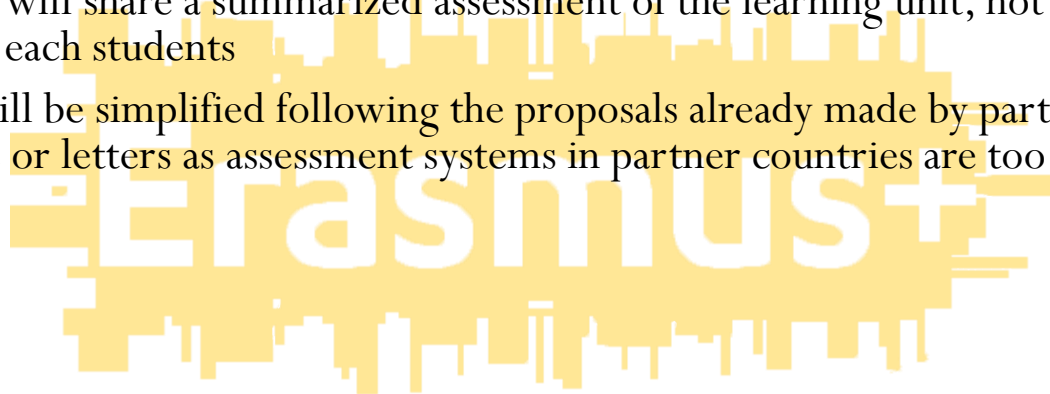 will share a summarized assessment of the learning unit, not
each students
ill be simplified following the proposals already made by part
or letters as assessment systems in partner countries are too
Erasmus+